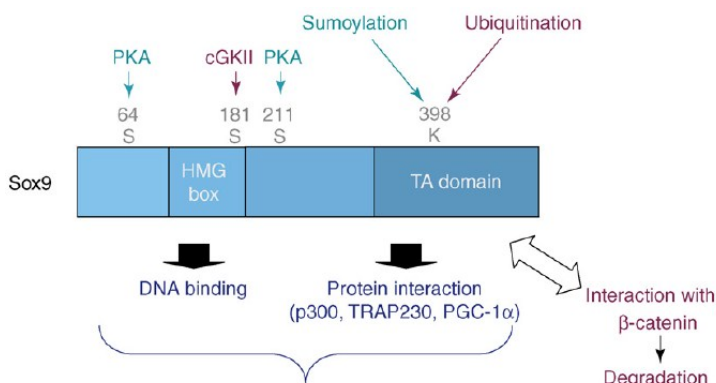 Sumoylation Ubiquitination
PKA cGKII PKA
64 181 211 398
S S S K
Sox9 HMG box TA domain
DNA binding Protein interaction
(p300, TRAP230, PGC-1α)
Interaction with
β-catenin
Degradation